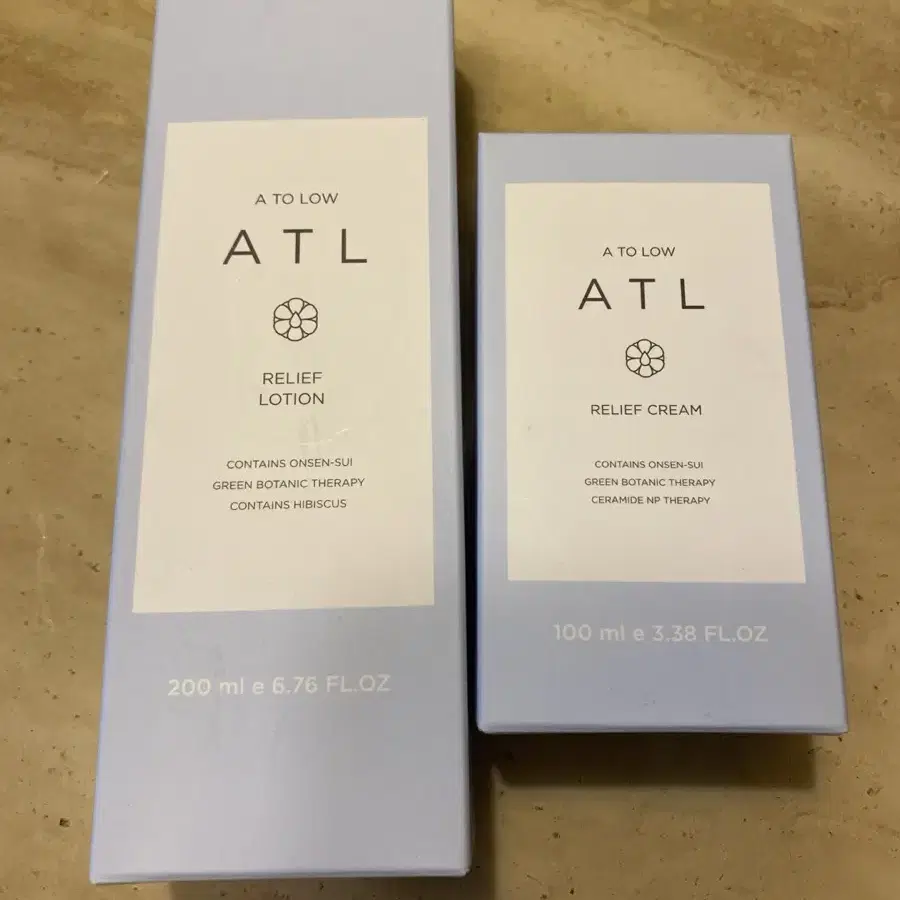 A TO LOW
ATL
RELIEF
LOTION
CONTAINS ONSEN-SUI
GREEN BOTANIC THERAPY
CONTAINS HIBISCUS
200 ml e 6.76 FL.OZ
A TO LOW
ATL
RELIEF CREAM
CONTAINS ONSEN-SUI
GREEN BOTANIC THERAPY
CERAMIDE NP THERAPY
100 ml e 3.38 FL.OZ